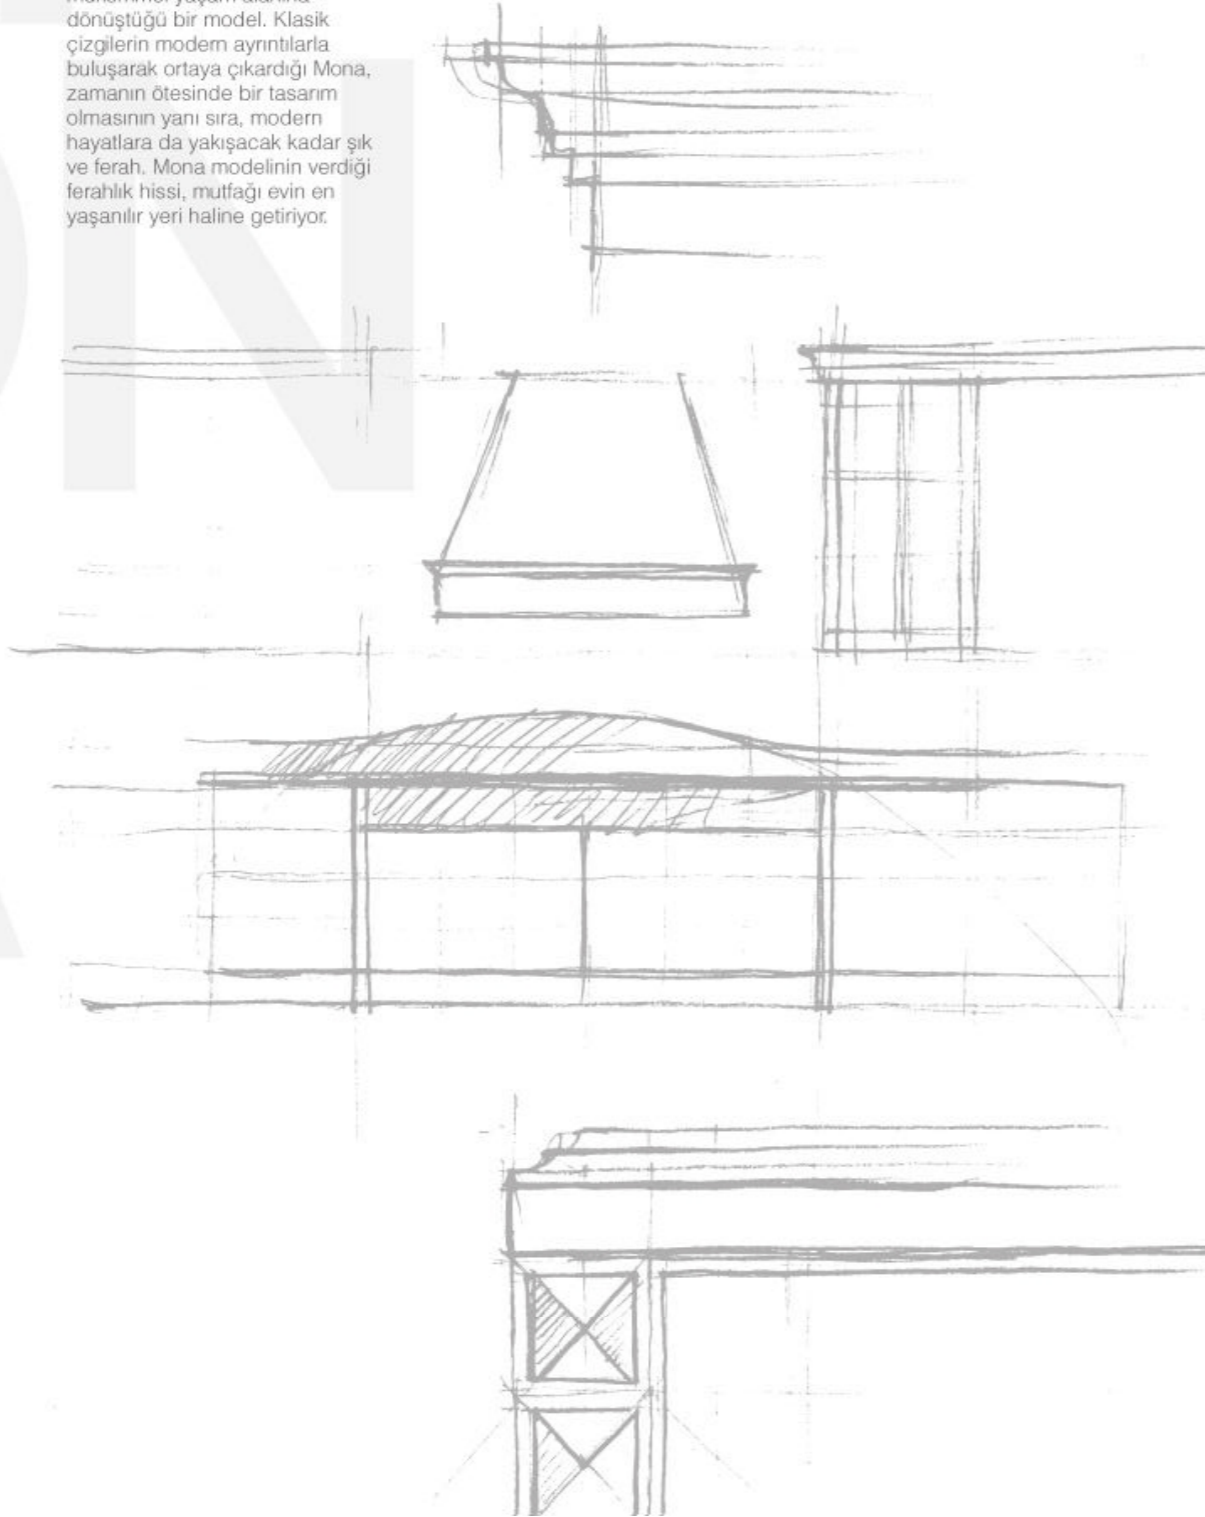 dönüştüğü bir model. Klasik
çizgilerin modern ayrıntılarla
buluşarak ortaya çıkardığı Mona,
zamanın ötesinde bir tasarım
olmasının yanı sıra, modern
hayatlara da yakışacak kadar şık
ve ferah. Mona modelinin verdiği
ferahlık hissi, mutfağı evin en
yaşanılır yeri haline getiriyor.